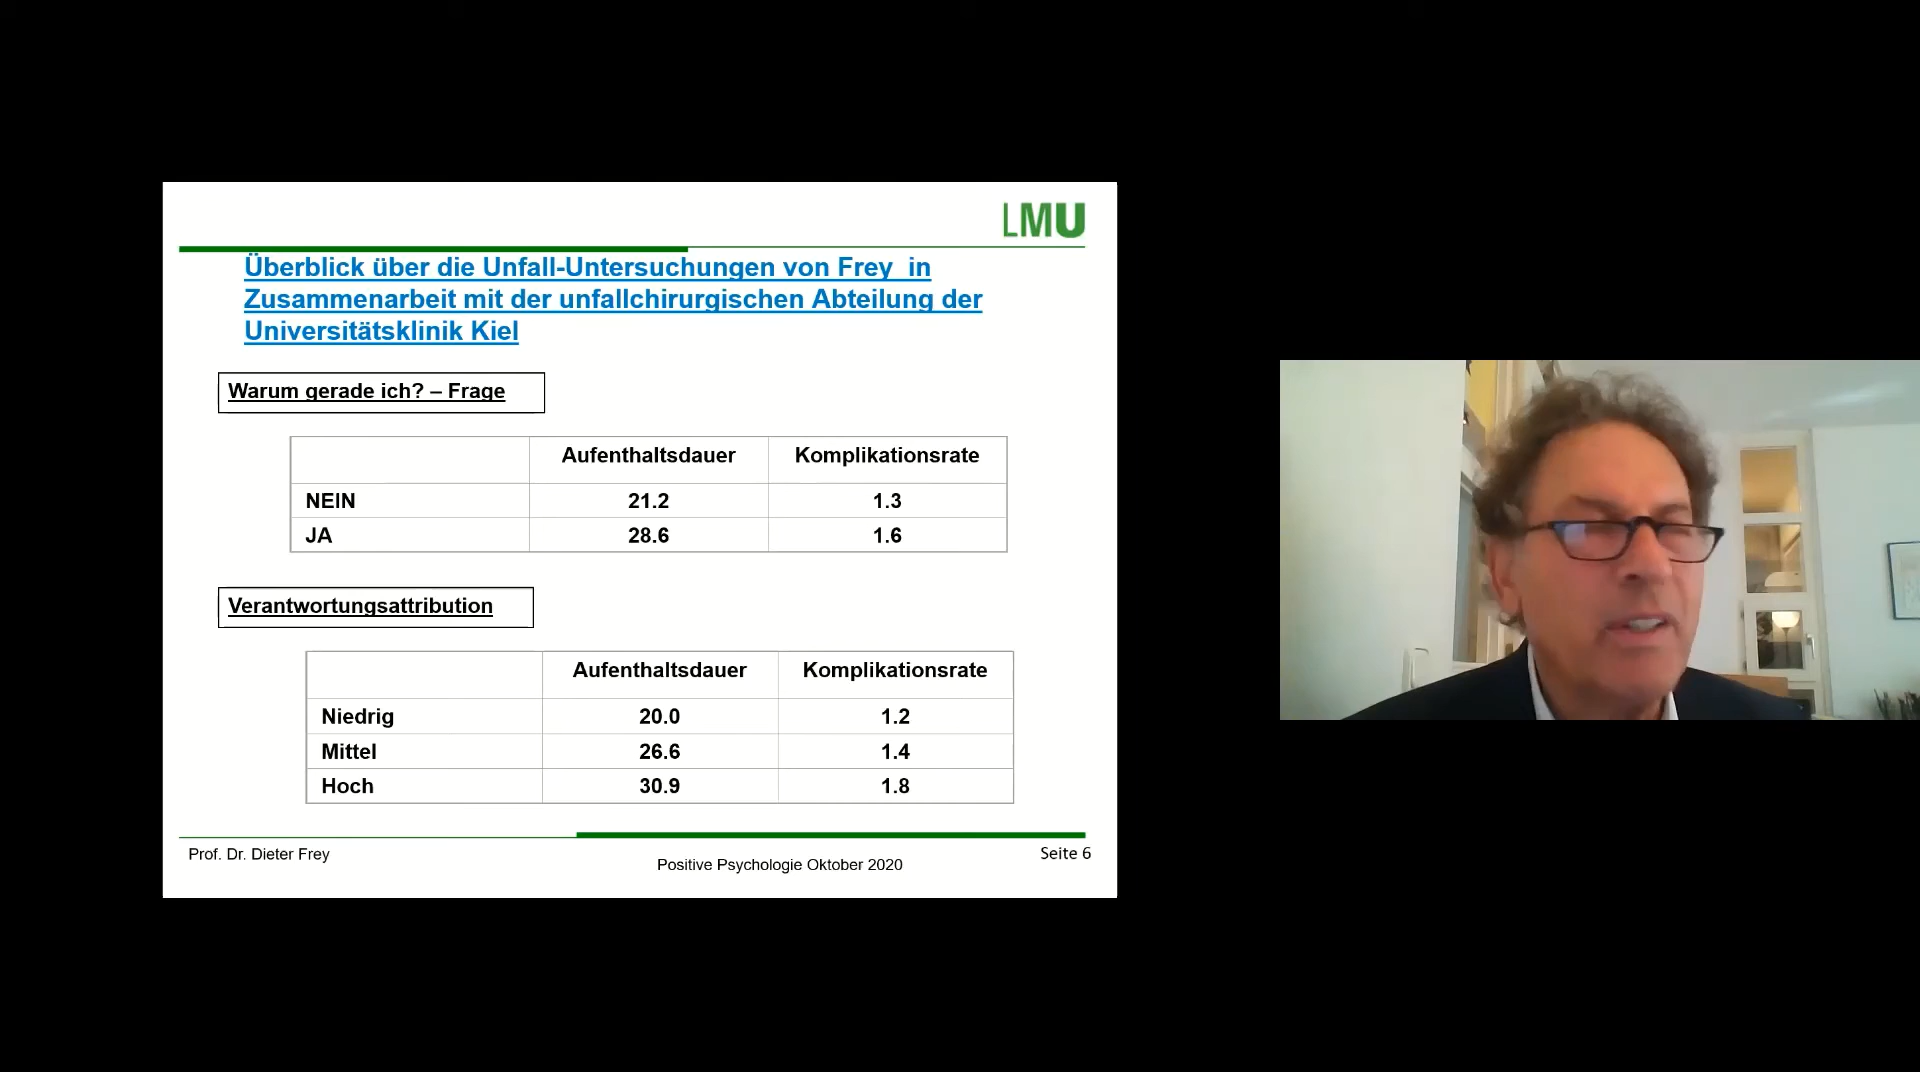 LMU
Überblick über die Unfall-Untersuchungen von Frey in
Zusammenarbeit mit der unfallchirurgischen Abteilung der
Universitätsklinik Kiel
Warum gerade ich? – Frage
Aufenthaltsdauer Komplikationsrate
NEIN 21.2 1.3
JA 28.6 1.6
Verantwortungsattribution
Aufenthaltsdauer Komplikationsrate
Niedrig 20.0 1.2
Mittel 26.6 1.4
Hoch 30.9 1.8
Prof. Dr. Dieter Frey
Positive Psychologie Oktober 2020
Seite 6